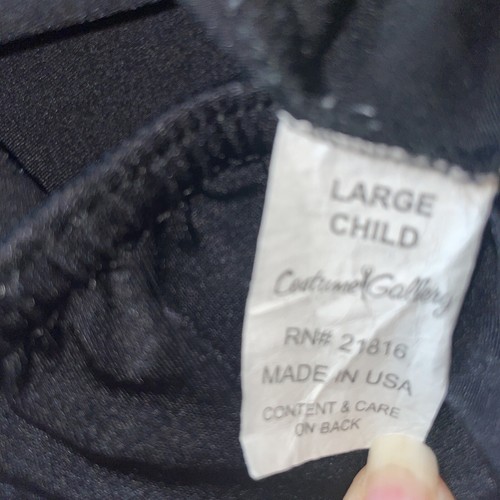 LARGE
CHILD
Costume Gallery
RN# 21816
MADE IN USA
CONTENT & CARE
ON BACK